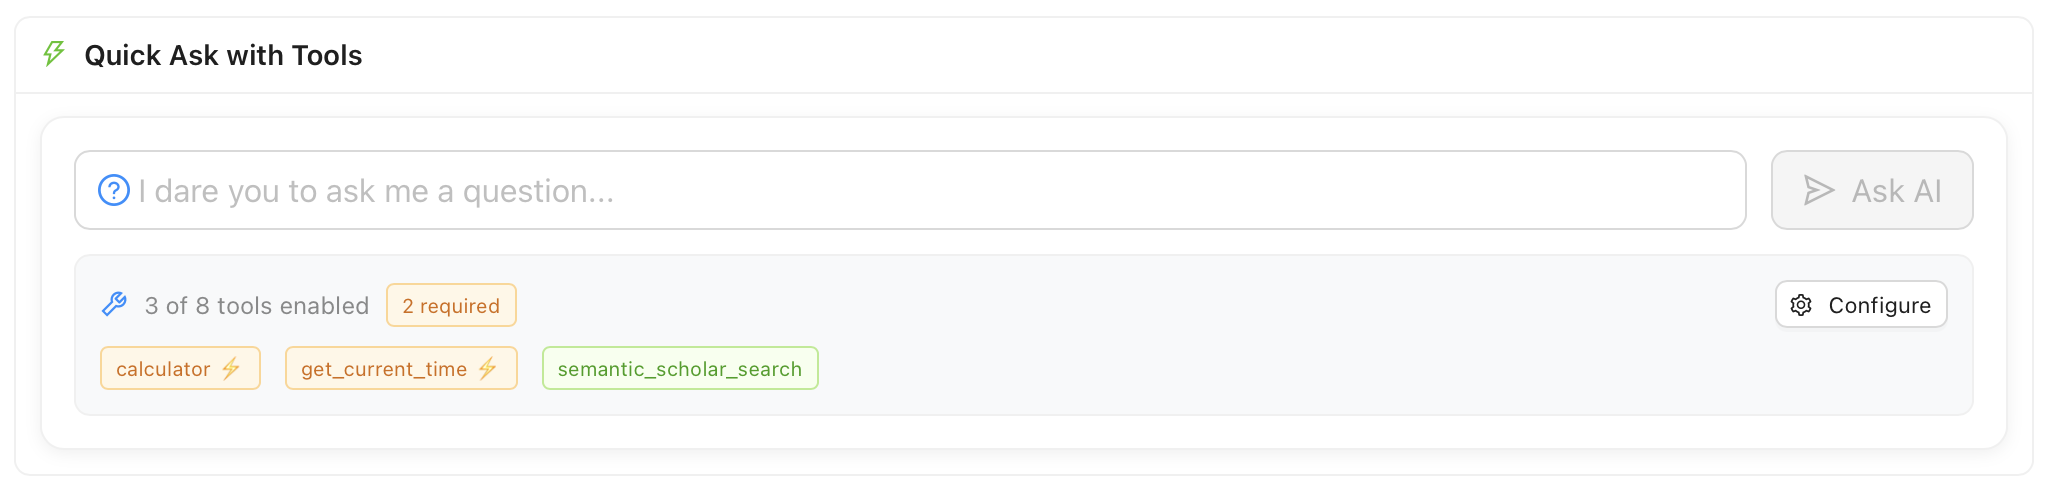 Quick Ask with Tools
I dare you to ask me a question...
Ask AI
3 of 8 tools enabled 2 required
Configure
calculator ⚡ get_current_time ⚡ semantic_scholar_search